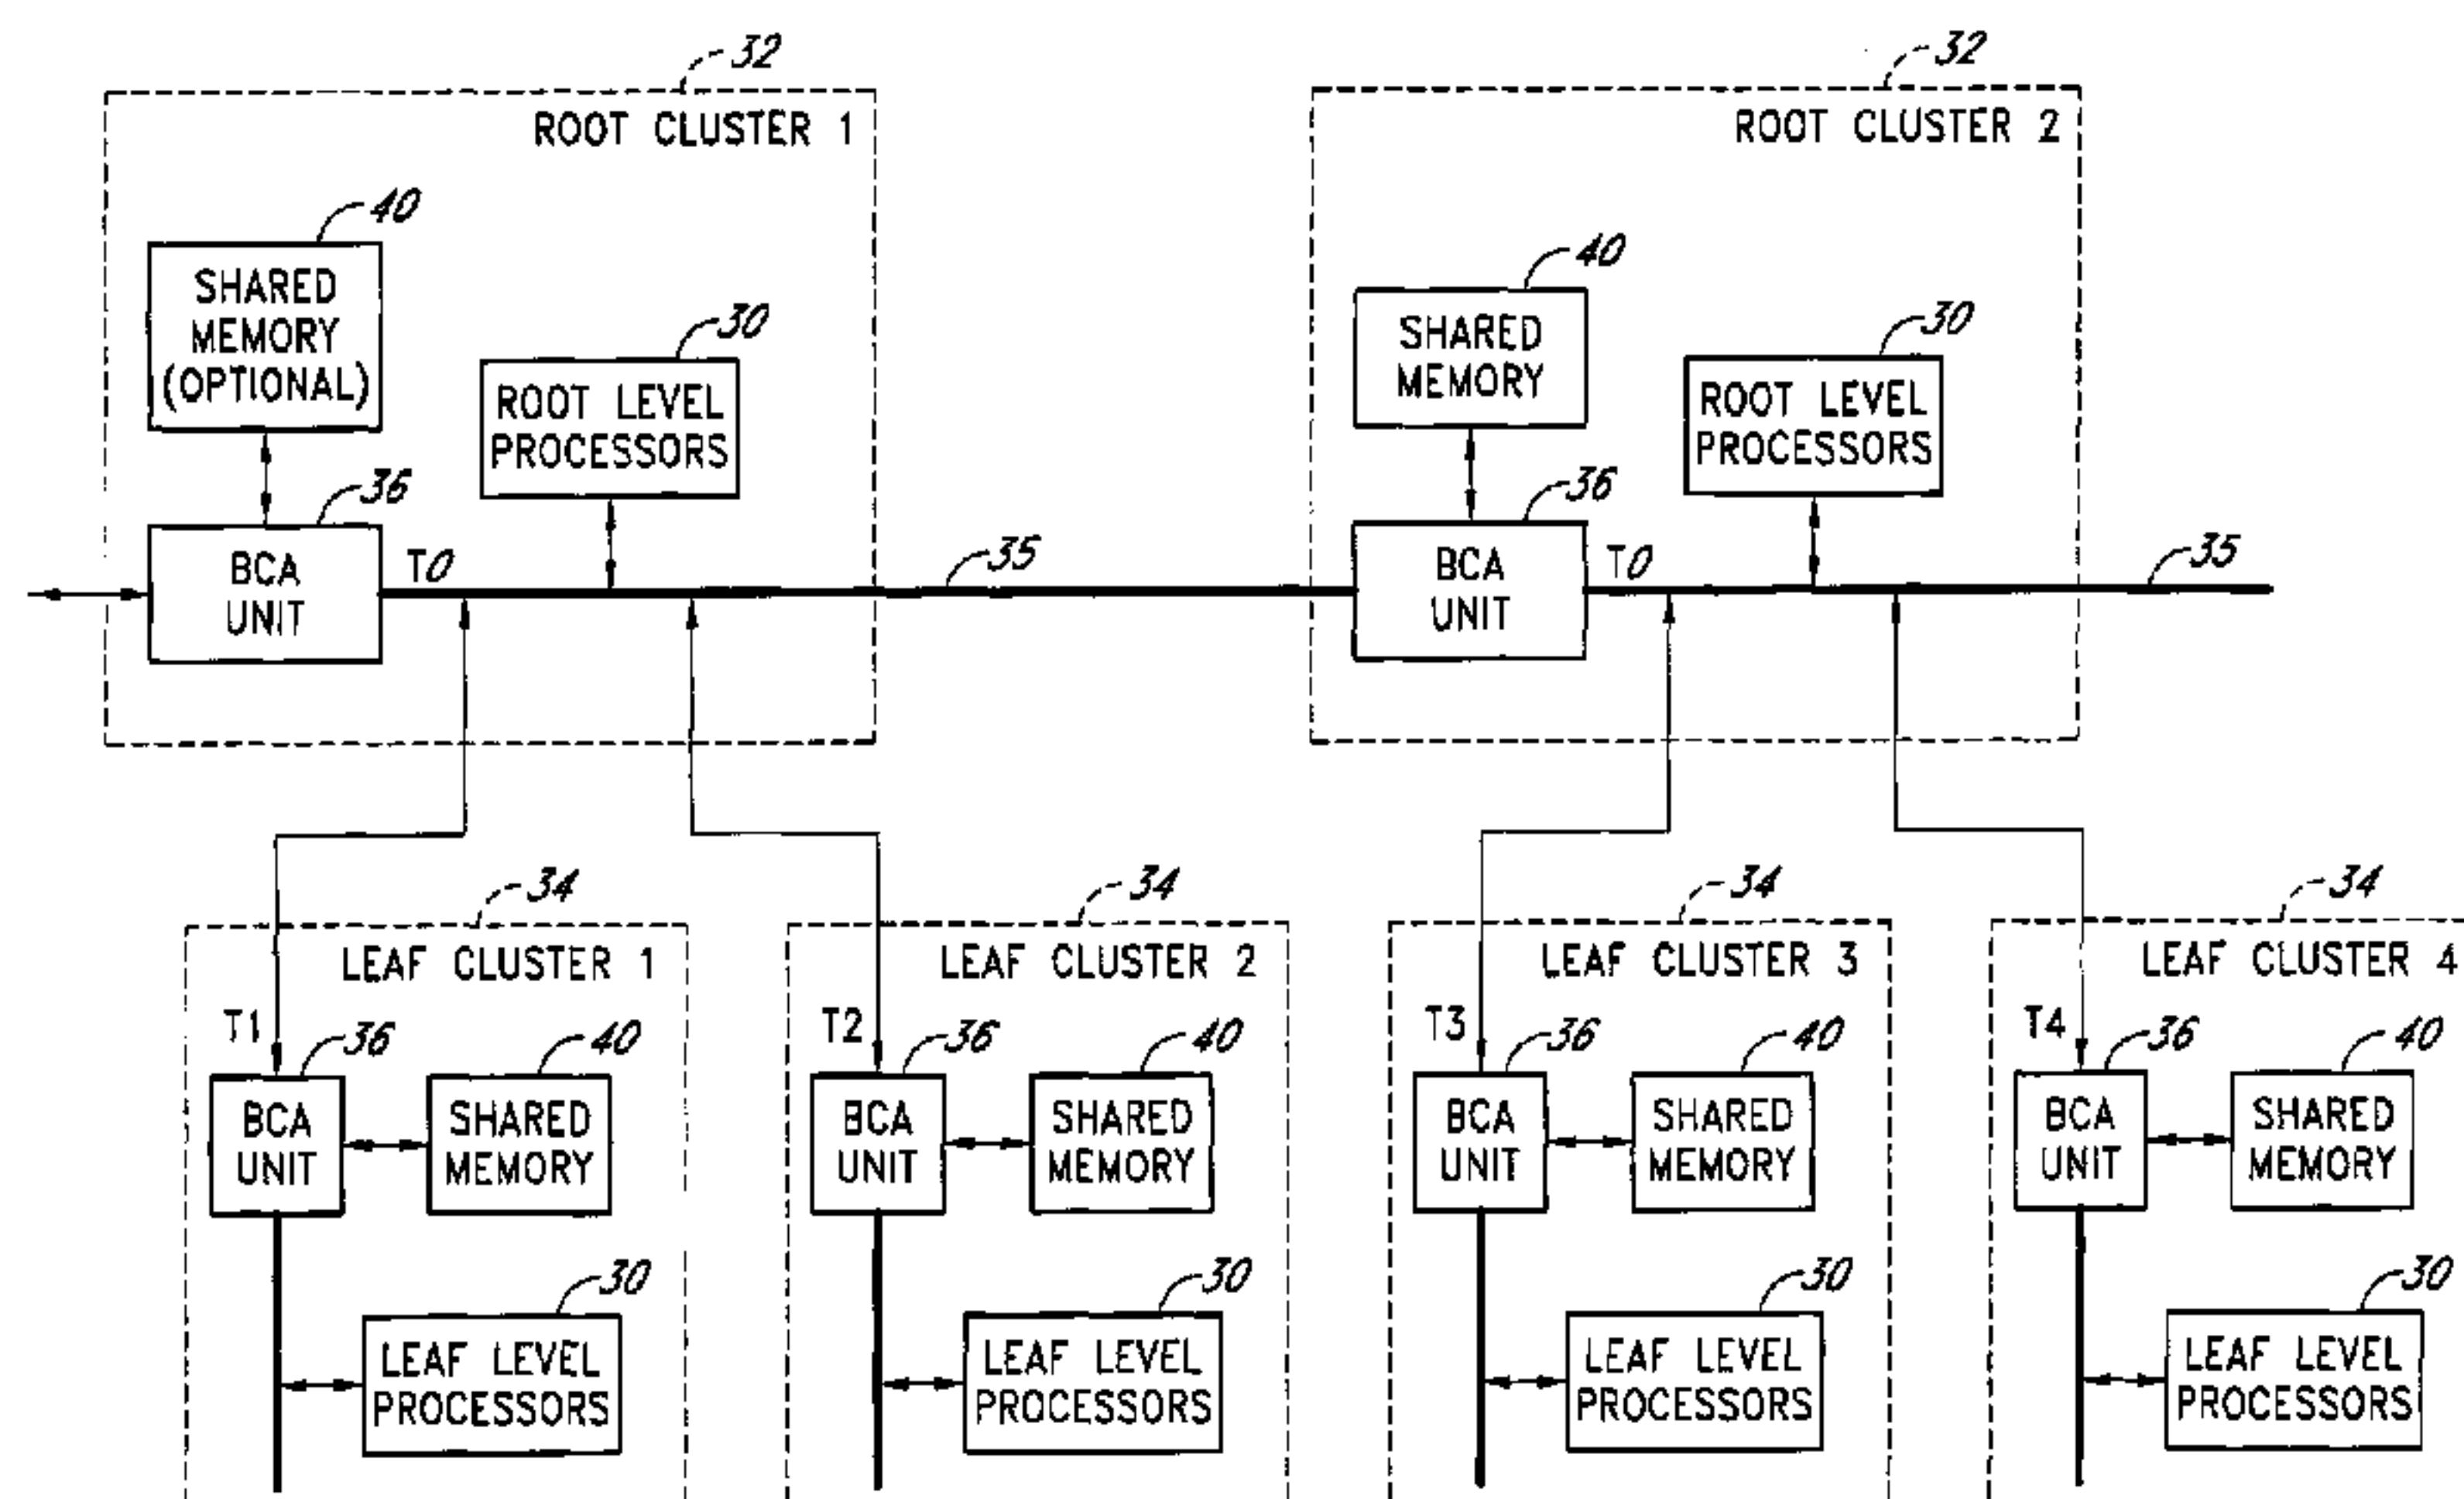 32
ROOT CLUSTER 1
40
SHARED
MEMORY
(OPTIONAL)
30
ROOT LEVEL
PROCESSORS
36
BCA
UNIT
T0
35
32
ROOT CLUSTER 2
40
SHARED
MEMORY
30
ROOT LEVEL
PROCESSORS
36
BCA
UNIT
T0
35
34
LEAF CLUSTER 1
T1
36
BCA
UNIT
40
SHARED
MEMORY
30
LEAF LEVEL
PROCESSORS
34
LEAF CLUSTER 2
T2
36
BCA
UNIT
40
SHARED
MEMORY
30
LEAF LEVEL
PROCESSORS
34
LEAF CLUSTER 3
T3
36
BCA
UNIT
40
SHARED
MEMORY
30
LEAF LEVEL
PROCESSORS
34
LEAF CLUSTER 4
T4
36
BCA
UNIT
40
SHARED
MEMORY
30
LEAF LEVEL
PROCESSORS